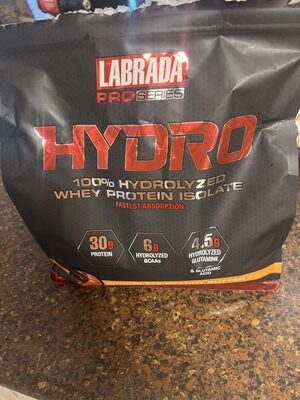 LABRADA
PRO SERIES
HYDRO
100% HYDROLYZED
WHEY PROTEIN ISOLATE
FASTEST ABSORPTION
30g
PROTEIN
6g
HYDROLYZED
BCAAs
4.5g
HYDROLYZED
GLUTAMINE
& GLUTAMIC
ACID